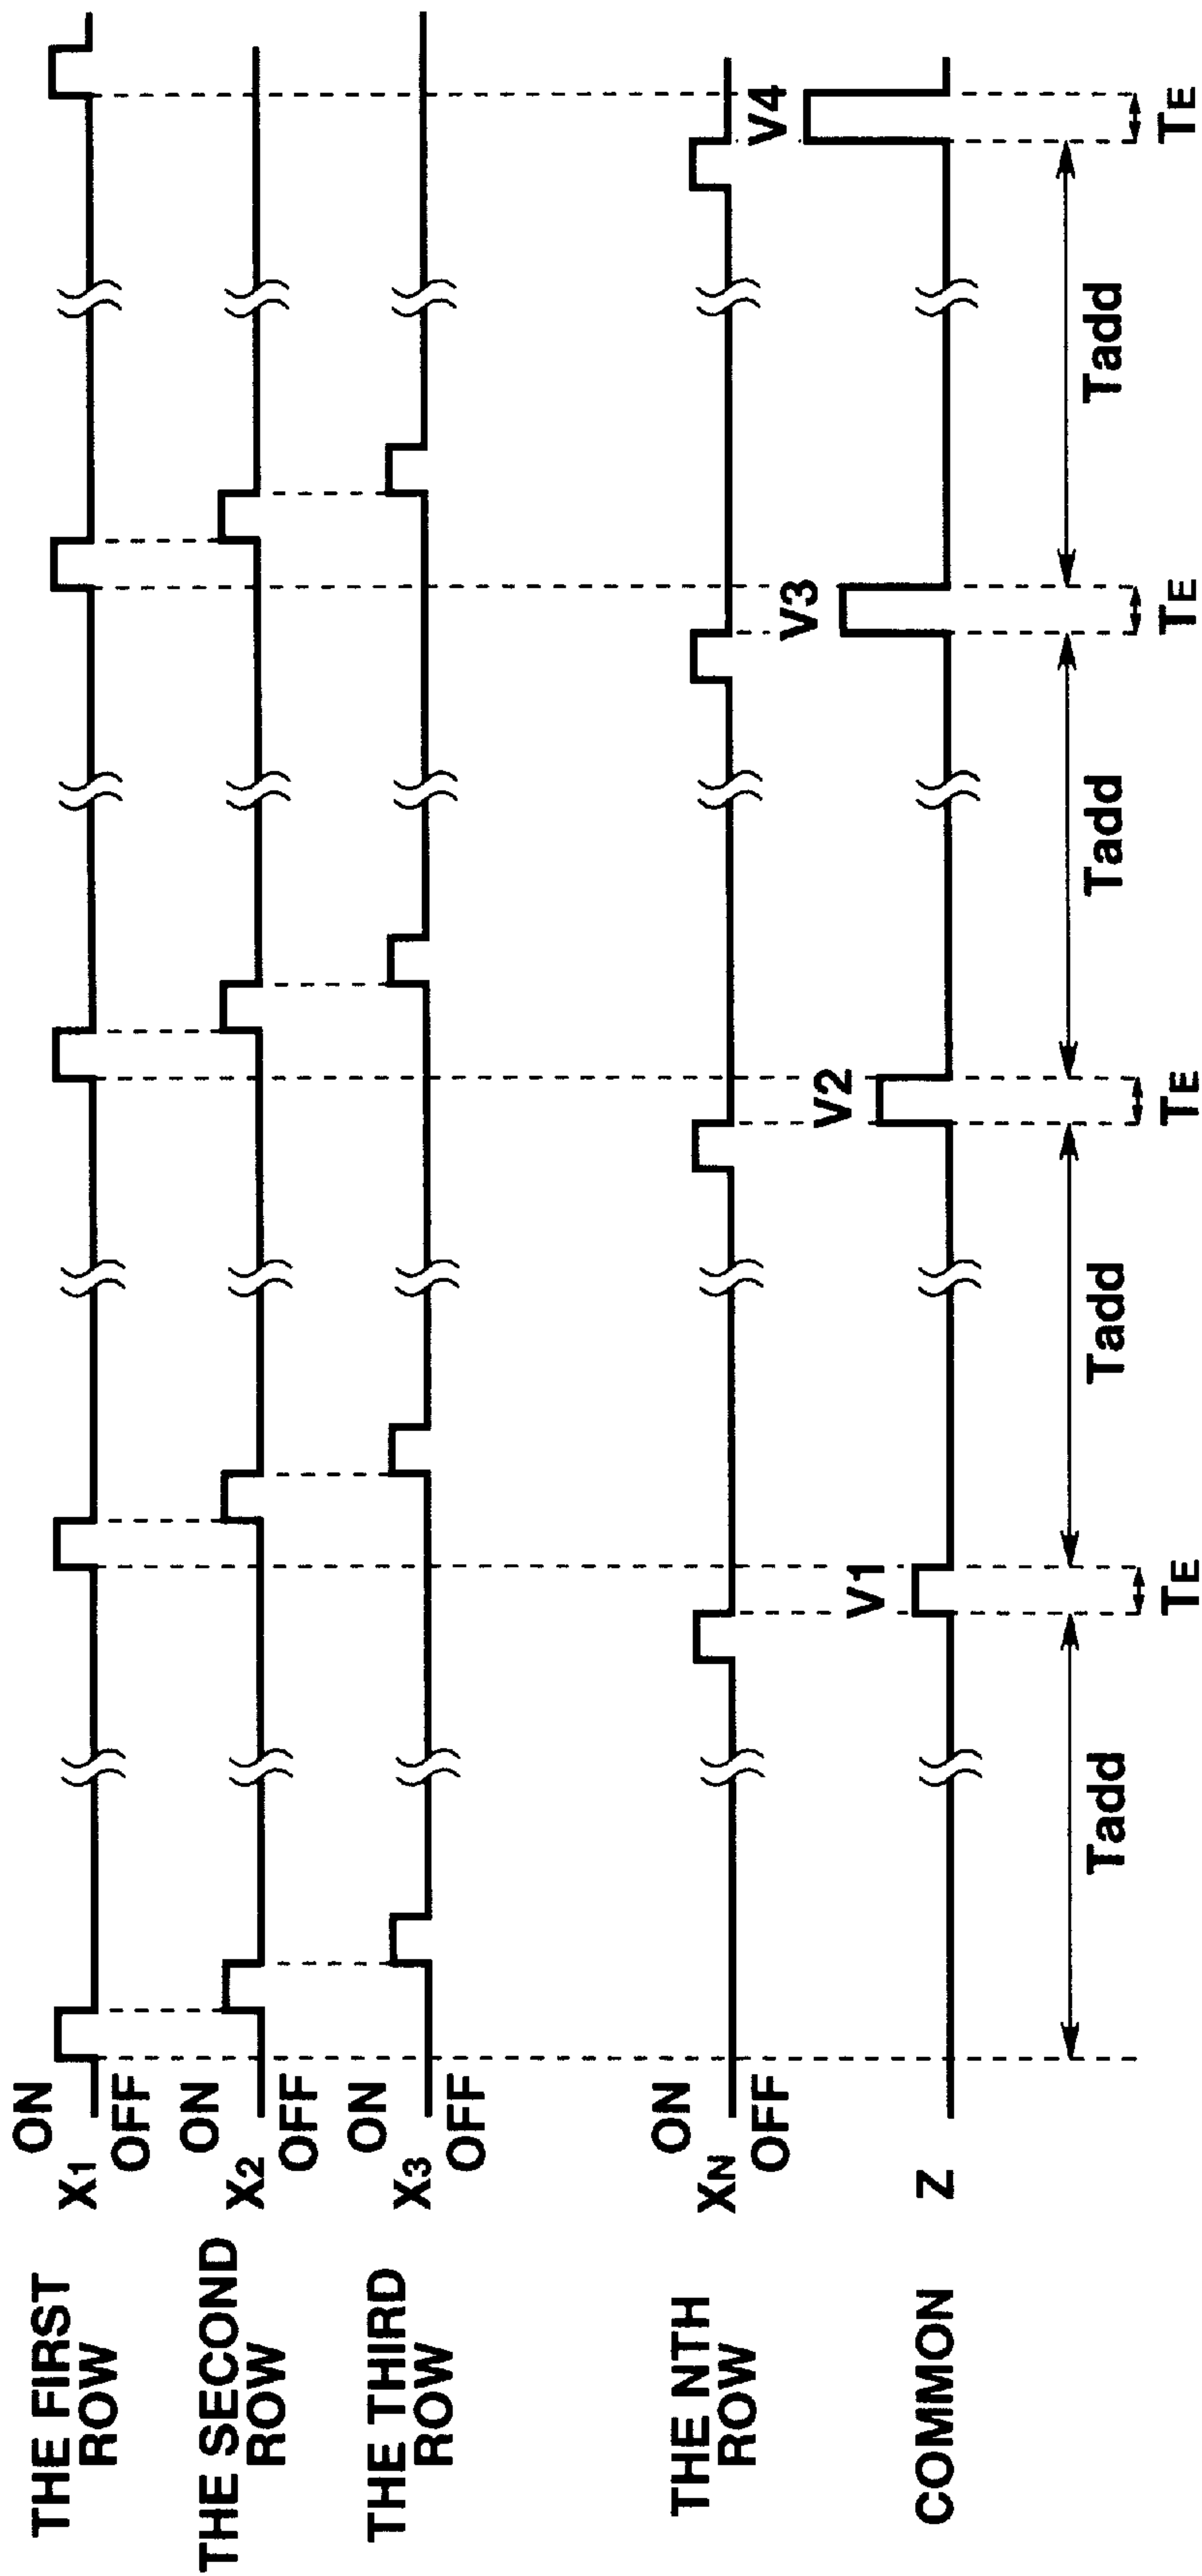 THE FIRST
ROW
X1
ON
OFF
THE SECOND
ROW
X2
ON
OFF
THE THIRD
ROW
X3
ON
OFF
THE NTH
ROW
XN
ON
OFF
COMMON
Z
V1
V2
V3
V4
Tadd
TE
Tadd
TE
Tadd
TE
Tadd
TE